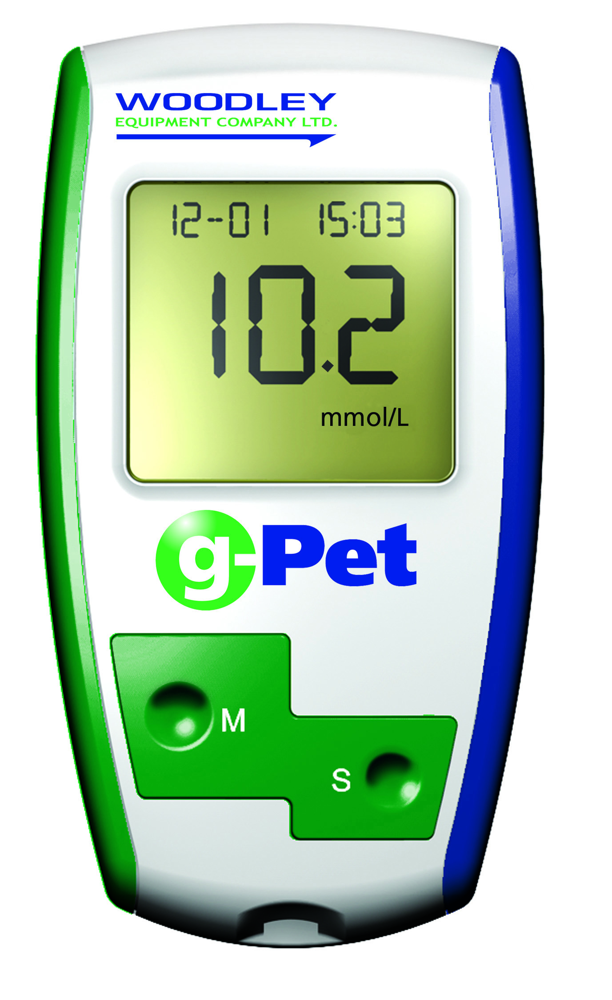 WOODLEY
EQUIPMENT COMPANY LTD.
12-01 15:03
10.2
mmol/L
g-Pet
M
S